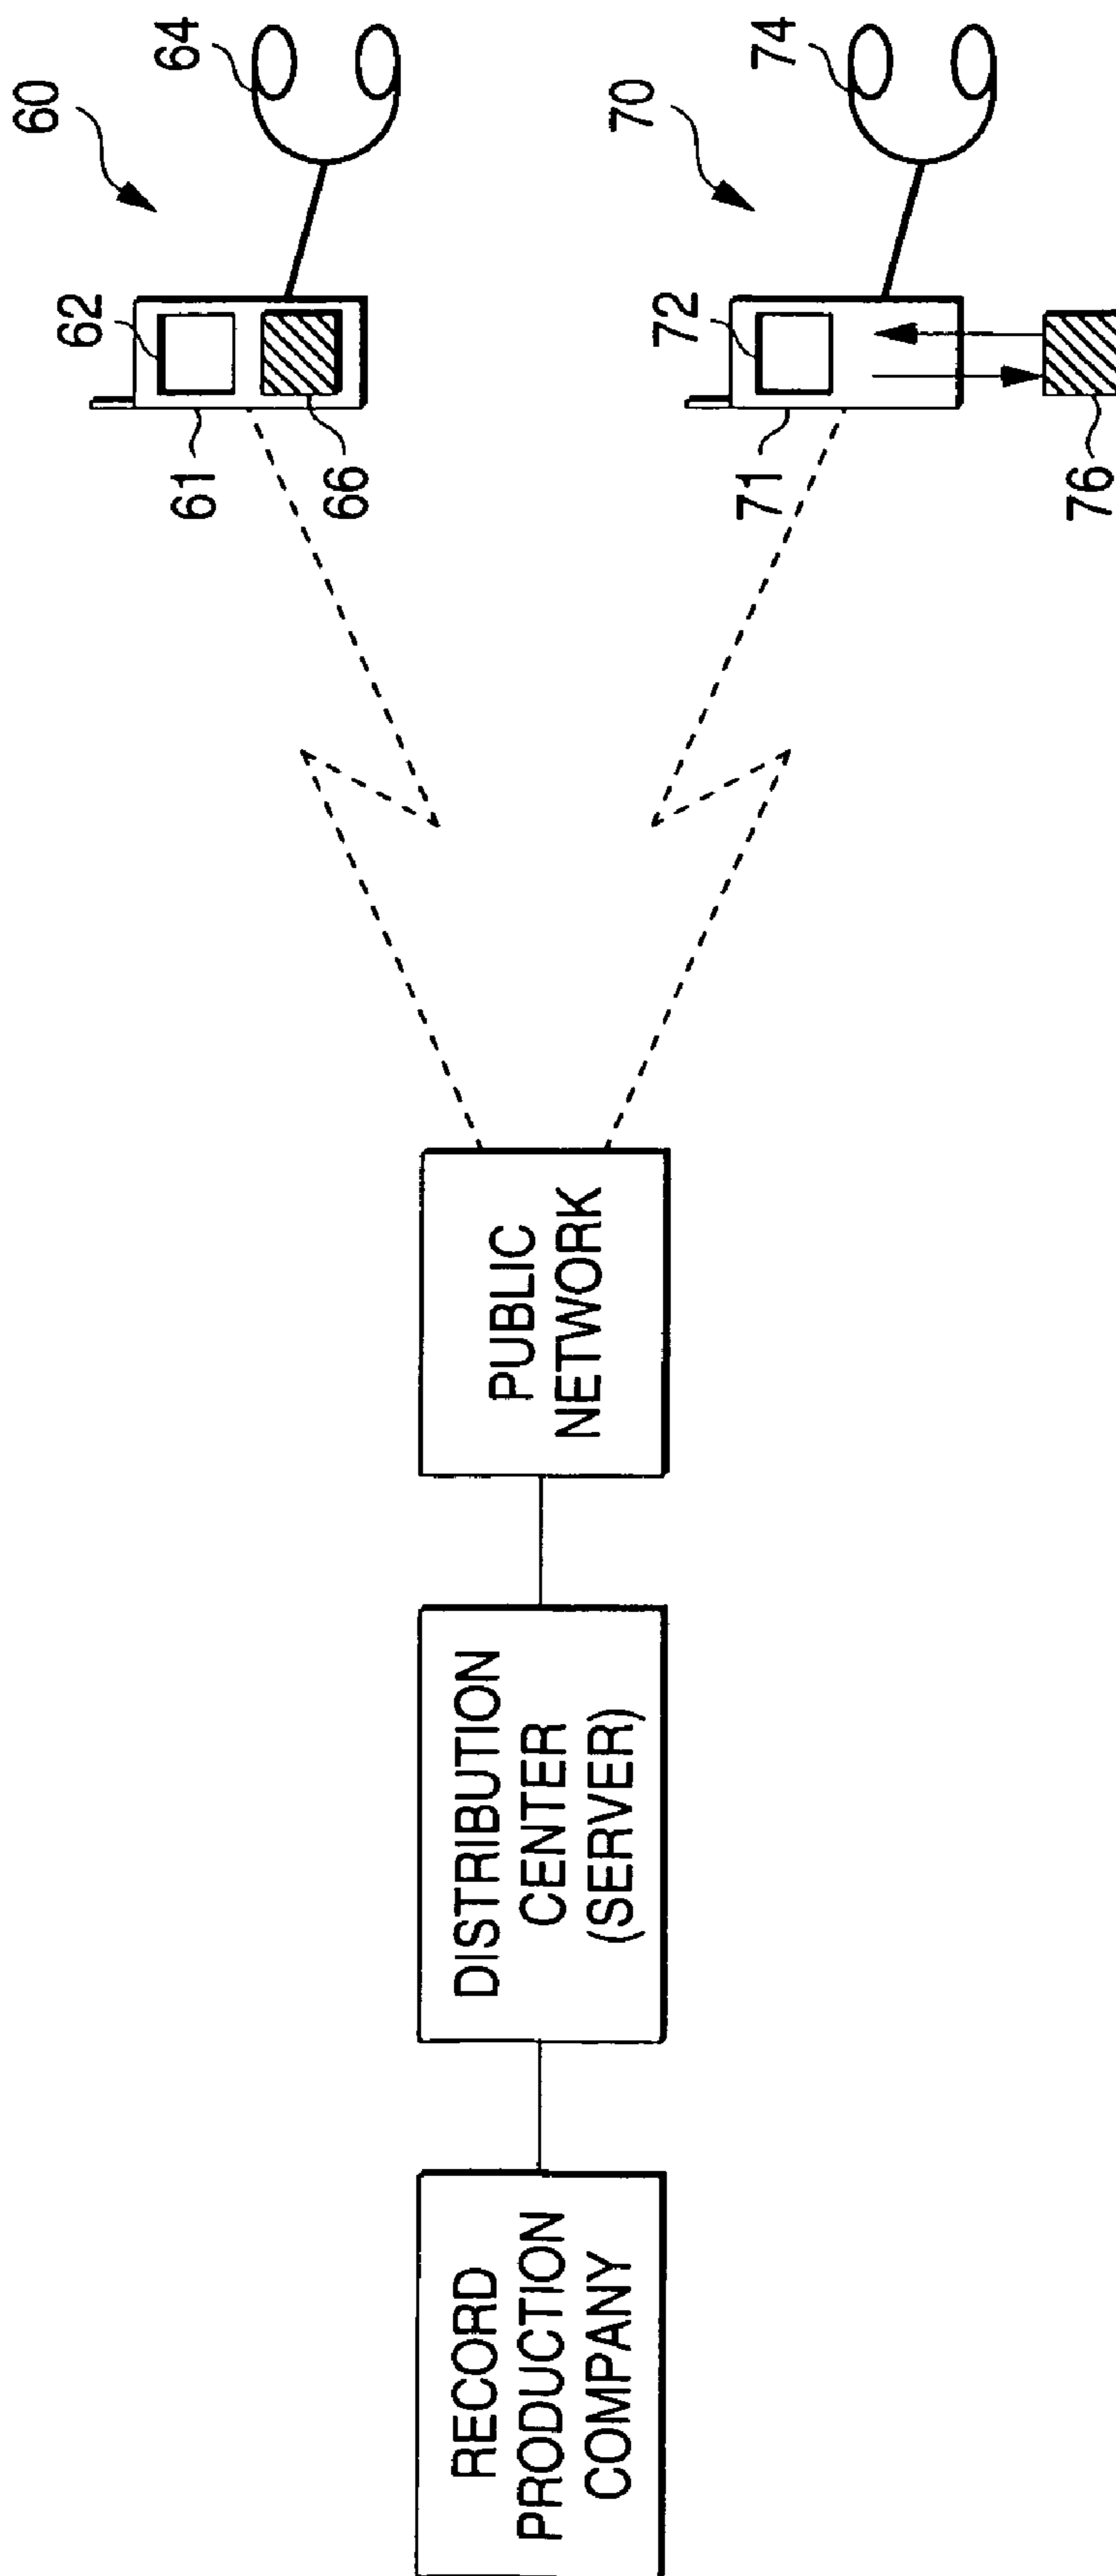 RECORD
PRODUCTION
COMPANY
DISTRIBUTION
CENTER
(SERVER)
PUBLIC
NETWORK
60
62
64
61
66
70
72
74
71
76